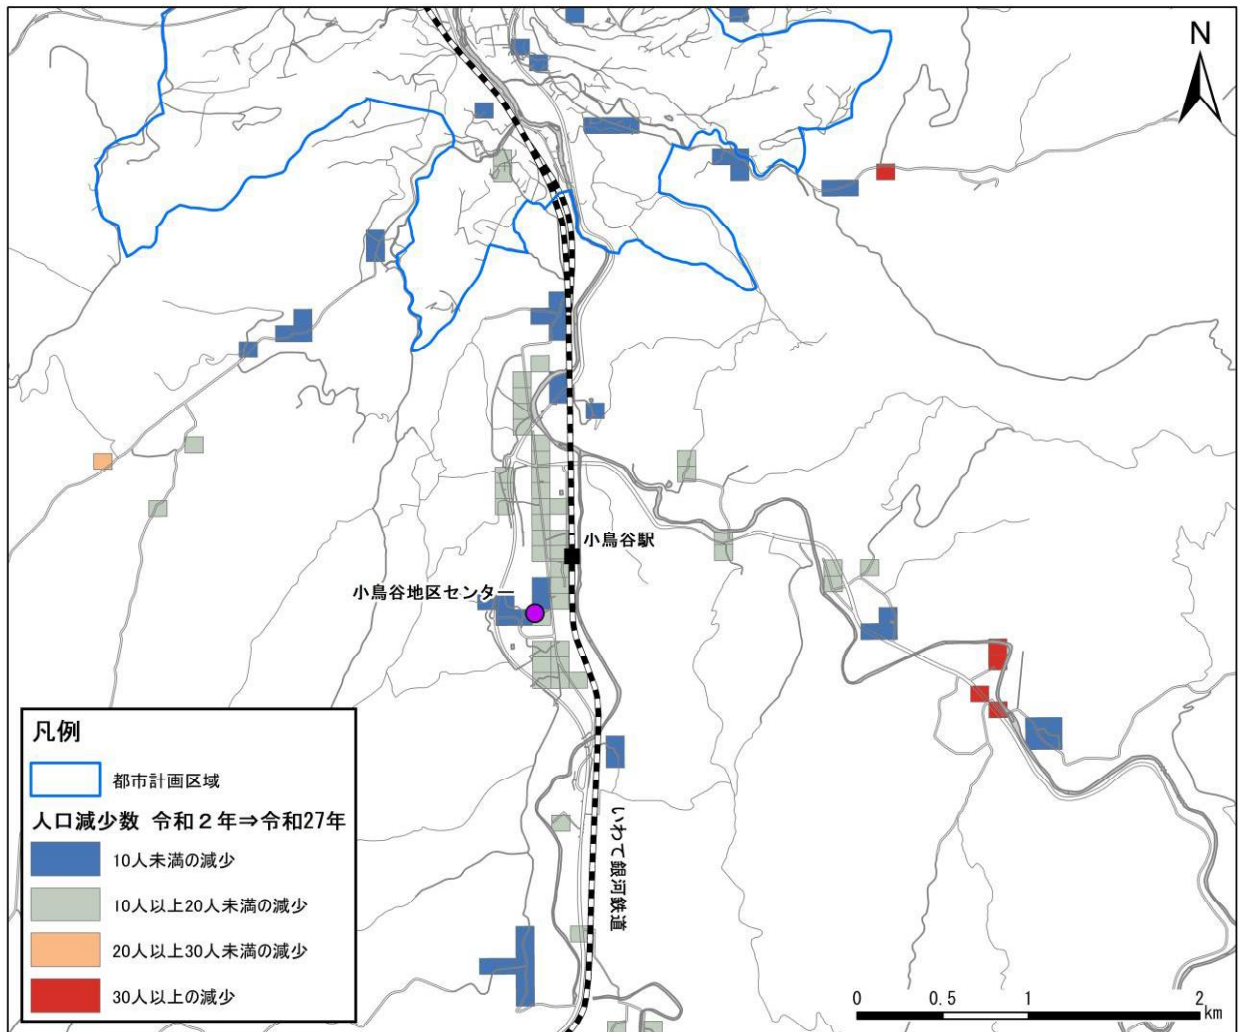 N
小鳥谷駅
小鳥谷地区センター
いわて銀河鉄道
凡例
都市計画区域
人口減少数 令和２年⇒令和27年
10人未満の減少
10人以上20人未満の減少
20人以上30人未満の減少
30人以上の減少
0 0.5 1 2 km